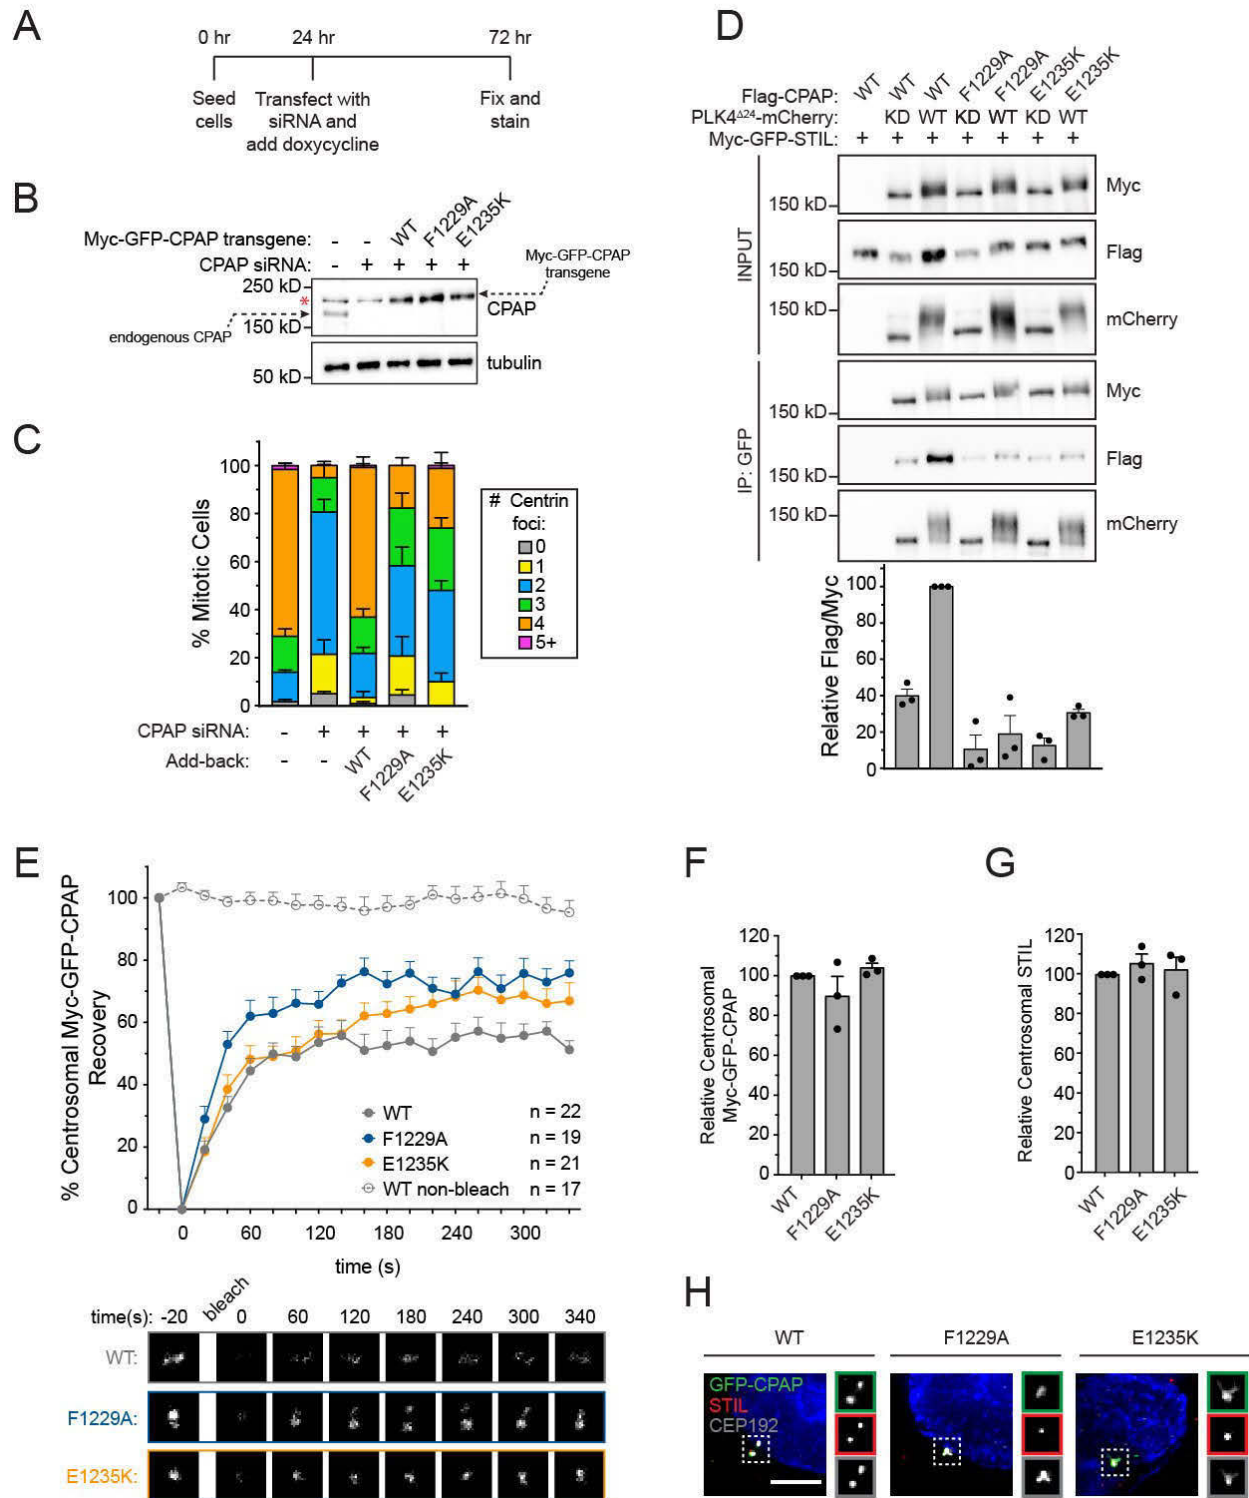 A
0 hr
24 hr
72 hr
Seed
cells
Transfect with
siRNA and
add doxycycline
Fix and
stain
B
Myc-GFP-CPAP transgene:
-
-
WT
F1229A
E1235K
CPAP siRNA:
-
+
+
+
+
Myc-GFP-CPAP
transgene
250 kD
*
CPAP
endogenous CPAP
150 kD
tubulin
50 kD
C
% Mitotic Cells
100
80
60
40
20
0
# Centrin
foci:
0
1
2
3
4
5+
CPAP siRNA:
-
+
+
+
+
Add-back:
-
-
WT
F1229A
E1235K
D
Flag-CPAP:
WT
WT
WT
F1229A
F1229A
E1235K
E1235K
PLK4Δ24-mCherry:
KD
WT
KD
WT
KD
WT
Myc-GFP-STIL:
+
+
+
+
+
+
+
INPUT
150 kD
Myc
150 kD
Flag
150 kD
mCherry
IP: GFP
150 kD
Myc
150 kD
Flag
150 kD
mCherry
Relative Flag/Myc
100
80
60
40
20
0
E
% Centrosomal Myc-GFP-CPAP
Recovery
100
80
60
40
20
0
WT n = 22
F1229A n = 19
E1235K n = 21
WT non-bleach n = 17
0
60
120
180
240
300
time (s)
time(s):
-20
bleach
0
60
120
180
240
300
340
WT:
F1229A:
E1235K:
F
Relative Centrosomal
Myc-GFP-CPAP
120
100
80
60
40
20
0
WT
F1229A
E1235K
G
Relative Centrosomal STIL
120
100
80
60
40
20
0
WT
F1229A
E1235K
H
WT
F1229A
E1235K
GFP-CPAP
STIL
CEP192